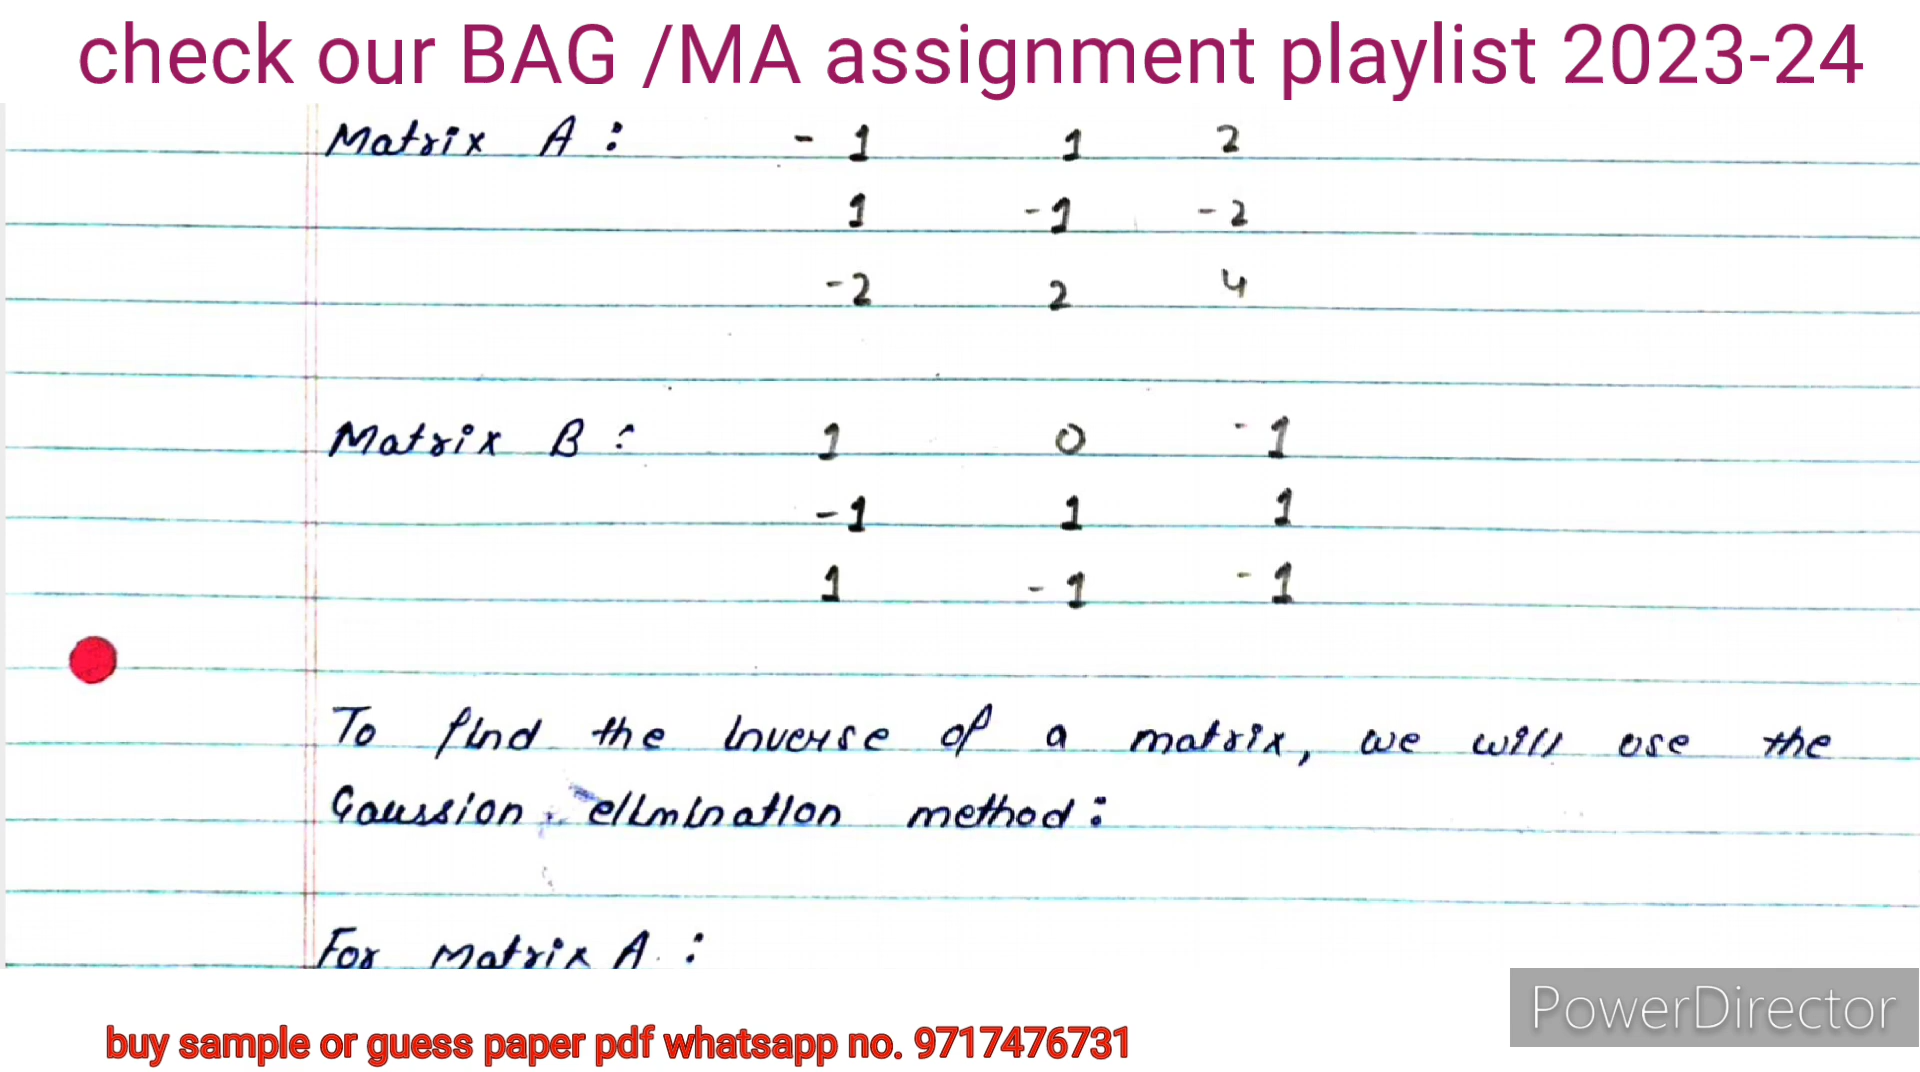 check our BAG /MA assignment playlist 2023-24
Matrix A : - 1 1 2
1 -1 -2
-2 2 4
Matrix B : 1 0 -1
-1 1 1
1 -1 -1
To find the inverse of a matrix, we will use the
Gaussion elimination method :
For matrix A :
PowerDirector
buy sample or guess paper pdf whatsapp no. 9717476731